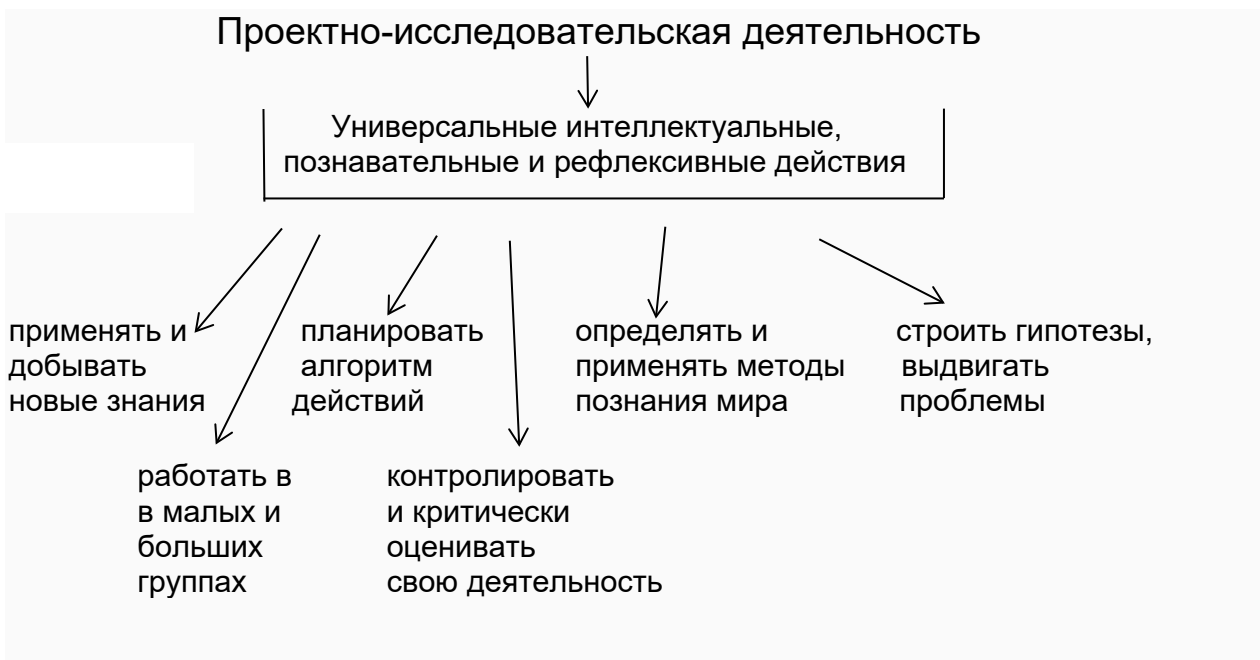 Проектно-исследовательская деятельность
Универсальные интеллектуальные,
познавательные и рефлексивные действия
применять и
добывать
новые знания
планировать
алгоритм
действий
определять и
применять методы
познания мира
строить гипотезы,
выдвигать
проблемы
работать в
в малых и
больших
группах
контролировать
и критически
оценивать
свою деятельность